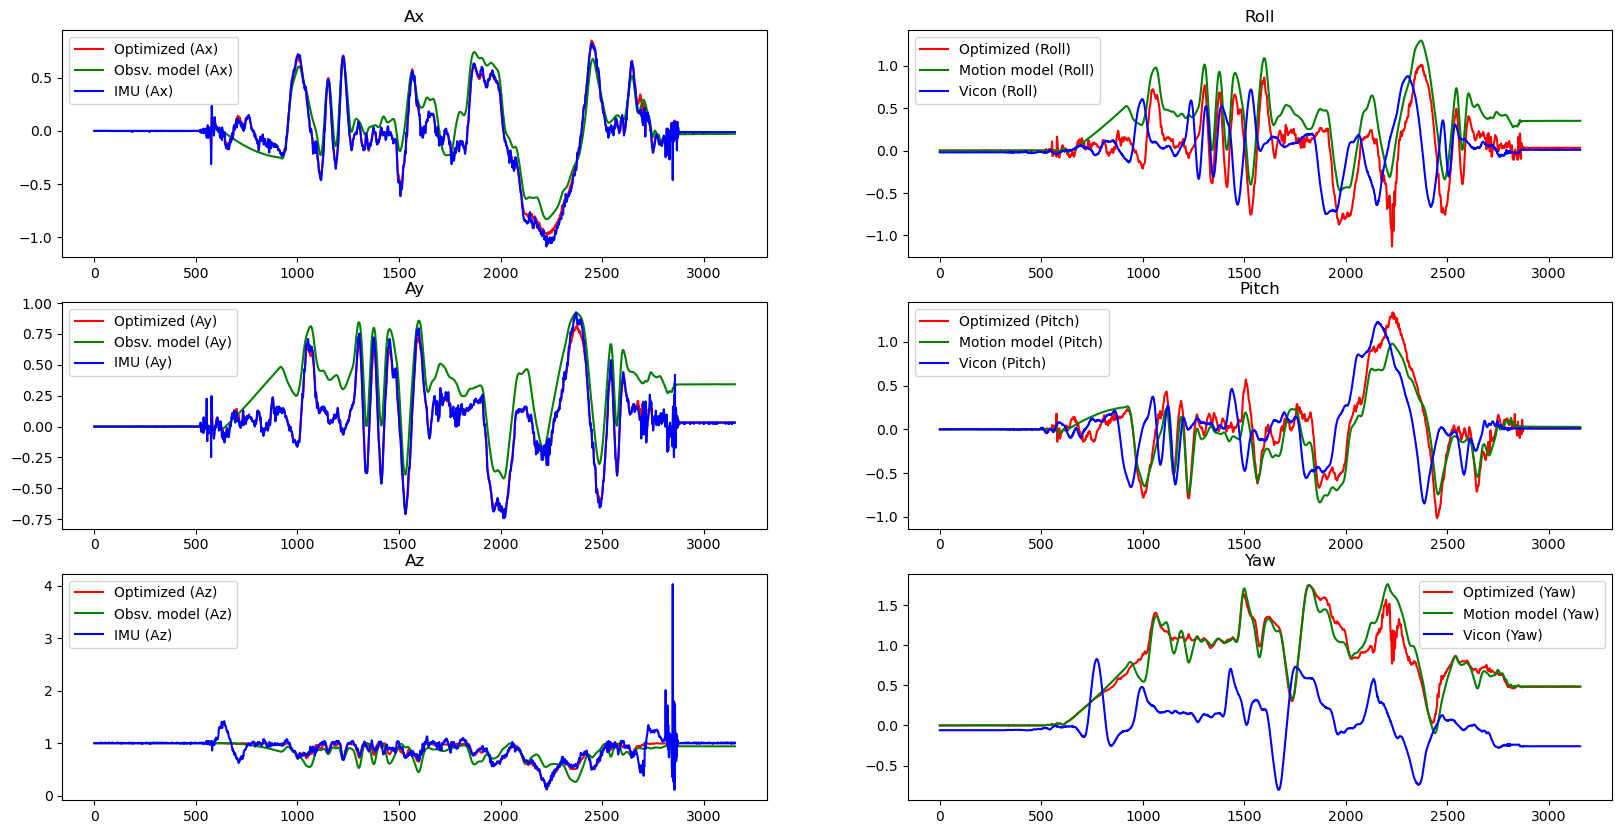 Ax
Optimized (Ax)
Obsv. model (Ax)
IMU (Ax)
0.5
0.0
−0.5
−1.0
0 500 1000 1500 2000 2500 3000
Roll
Optimized (Roll)
Motion model (Roll)
Vicon (Roll)
1.0
0.5
0.0
−0.5
−1.0
0 500 1000 1500 2000 2500 3000
Ay
Optimized (Ay)
Obsv. model (Ay)
IMU (Ay)
1.00
0.75
0.50
0.25
0.00
−0.25
−0.50
−0.75
0 500 1000 1500 2000 2500 3000
Pitch
Optimized (Pitch)
Motion model (Pitch)
Vicon (Pitch)
1.0
0.5
0.0
−0.5
−1.0
0 500 1000 1500 2000 2500 3000
Az
Optimized (Az)
Obsv. model (Az)
IMU (Az)
4
3
2
1
0
0 500 1000 1500 2000 2500 3000
Yaw
Optimized (Yaw)
Motion model (Yaw)
Vicon (Yaw)
1.5
1.0
0.5
0.0
−0.5
0 500 1000 1500 2000 2500 3000